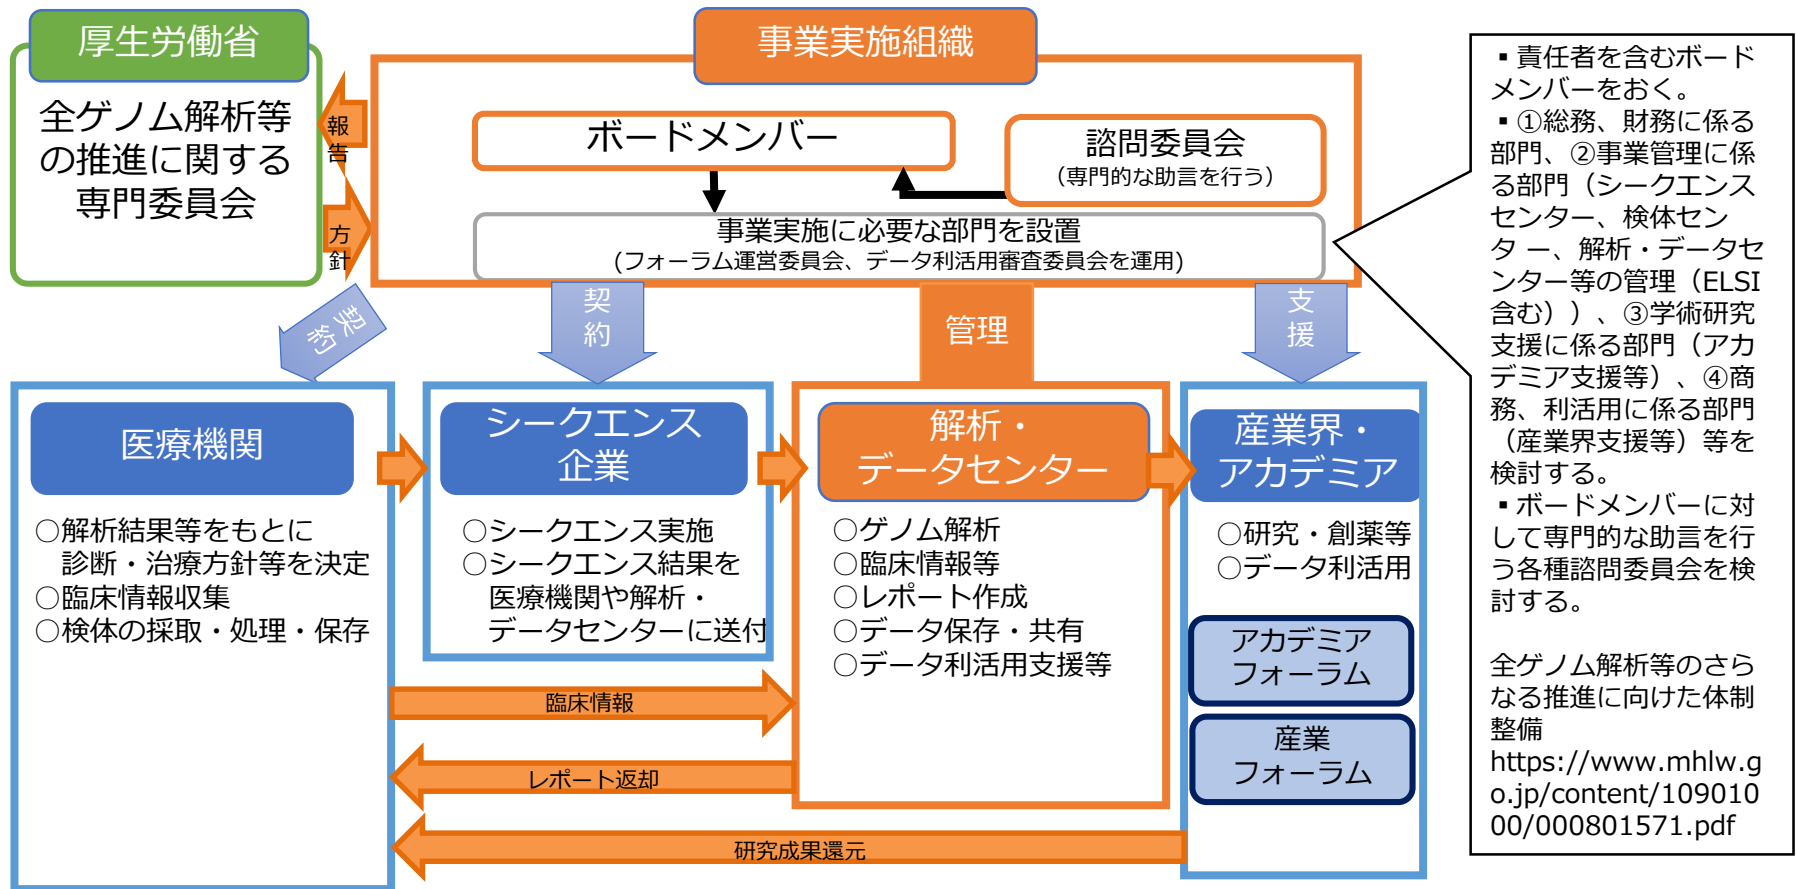 厚生労働省
全ゲノム解析等
の推進に関する
専門委員会
報
告
方
針
事業実施組織
ボードメンバー
諮問委員会
（専門的な助言を行う）
事業実施に必要な部門を設置
(フォーラム運営委員会、データ利活用審査委員会を運用)
契約
契
約
管理
支
援
医療機関
○解析結果等をもとに
診断・治療方針等を決定
○臨床情報収集
○検体の採取・処理・保存
シークエンス
企業
○シークエンス実施
○シークエンス結果を
医療機関や解析・
データセンターに送付
解析・
データセンター
○ゲノム解析
○臨床情報等
○レポート作成
○データ保存・共有
○データ利活用支援等
産業界・
アカデミア
○研究・創薬等
○データ利活用
アカデミア
フォーラム
産業
フォーラム
臨床情報
レポート返却
研究成果還元
▪責任者を含むボード
メンバーをおく。
▪①総務、財務に係る
部門、②事業管理に係
る部門（シークエンス
センター、検体セン
タ ー、解析・データセ
ンター等の管理（ELSI
含む））、③学術研究
支援に係る部門（アカ
デミア支援等）、④商
務、利活用に係る部門
（産業界支援等）等を
検討する。
▪ボードメンバーに対
して専門的な助言を行
う各種諮問委員会を検
討する。
全ゲノム解析等のさら
なる推進に向けた体制
整備
https://www.mhlw.g
o.jp/content/109010
00/000801571.pdf